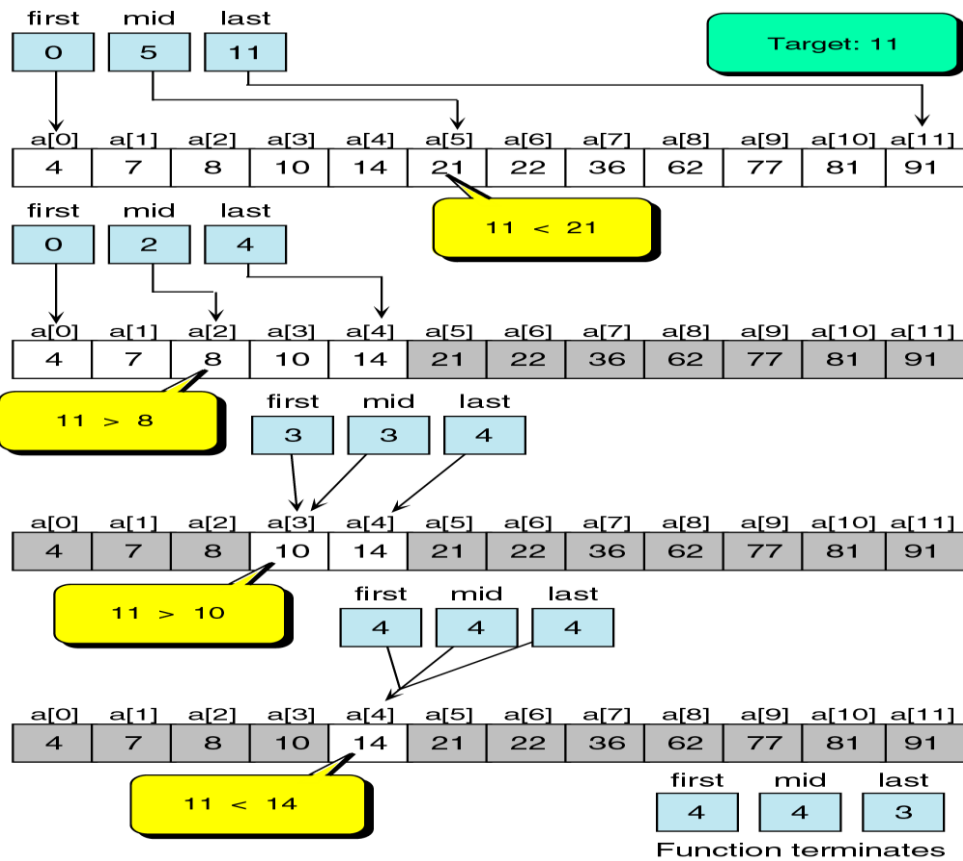 first mid last
0 5 11 Target: 11
a[0] a[1] a[2] a[3] a[4] a[5] a[6] a[7] a[8] a[9] a[10] a[11]
4 7 8 10 14 21 22 36 62 77 81 91
11 < 21
first mid last
0 2 4
a[0] a[1] a[2] a[3] a[4] a[5] a[6] a[7] a[8] a[9] a[10] a[11]
4 7 8 10 14 21 22 36 62 77 81 91
11 > 8
first mid last
3 3 4
a[0] a[1] a[2] a[3] a[4] a[5] a[6] a[7] a[8] a[9] a[10] a[11]
4 7 8 10 14 21 22 36 62 77 81 91
11 > 10
first mid last
4 4 4
a[0] a[1] a[2] a[3] a[4] a[5] a[6] a[7] a[8] a[9] a[10] a[11]
4 7 8 10 14 21 22 36 62 77 81 91
11 < 14
first mid last
4 4 3
Function terminates